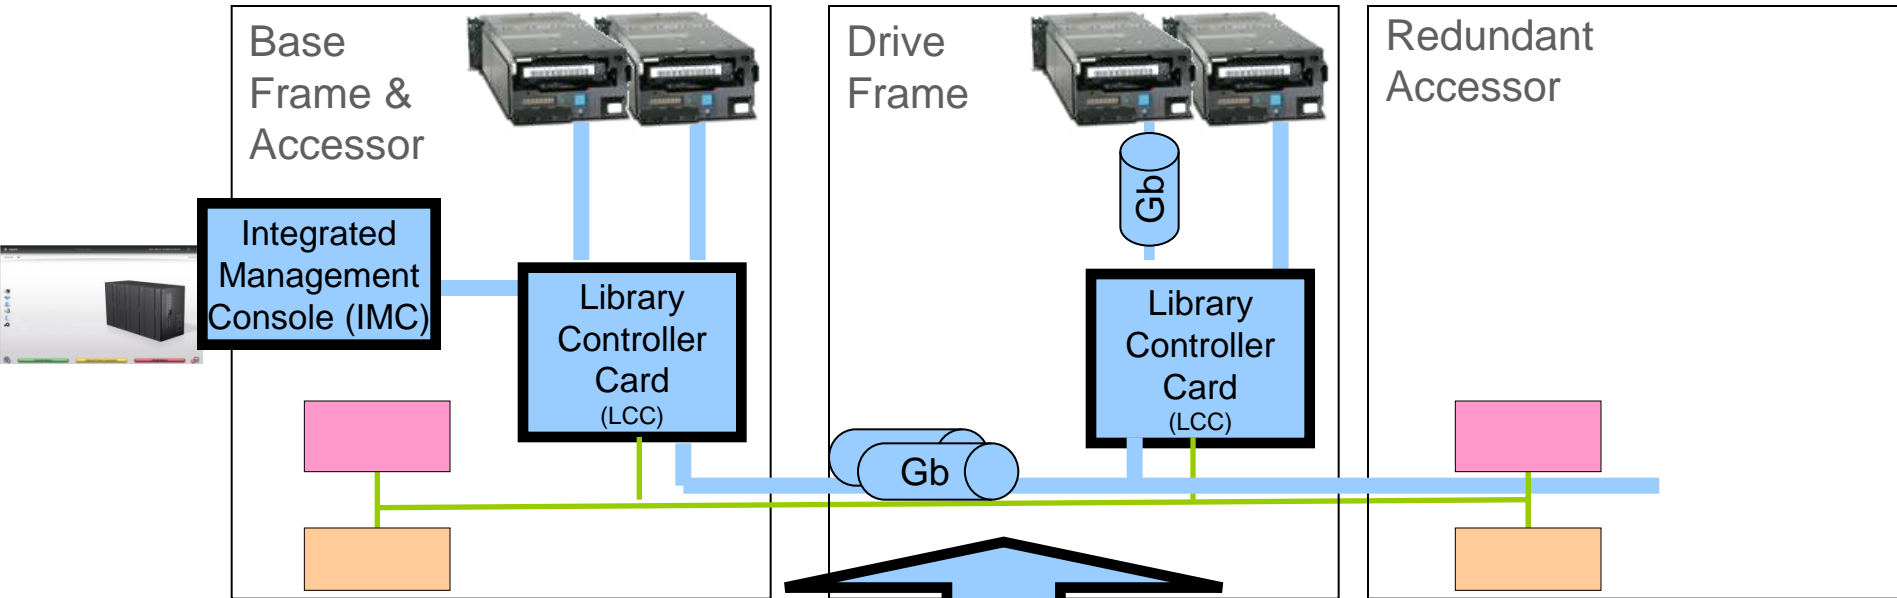 Base
Frame &
Accessor
Drive
Frame
Redundant
Accessor
Integrated
Management
Console (IMC)
Library
Controller
Card
(LCC)
Gb
Library
Controller
Card
(LCC)
Gb